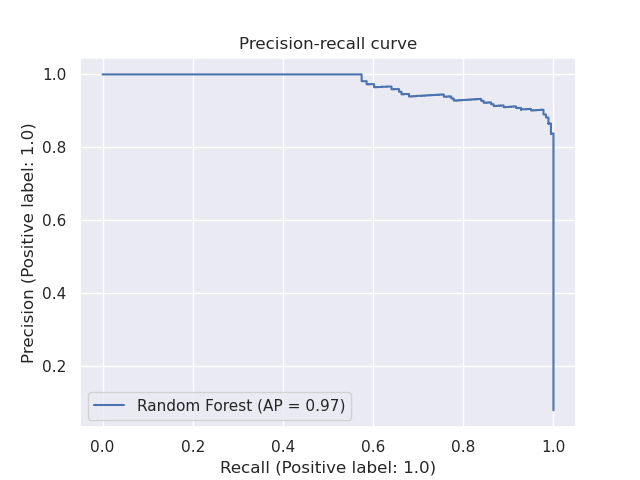 Precision-recall curve
1.0
0.8
0.6
0.4
0.2
Precision (Positive label: 1.0)
Random Forest (AP = 0.97)
0.0 0.2 0.4 0.6 0.8 1.0
Recall (Positive label: 1.0)